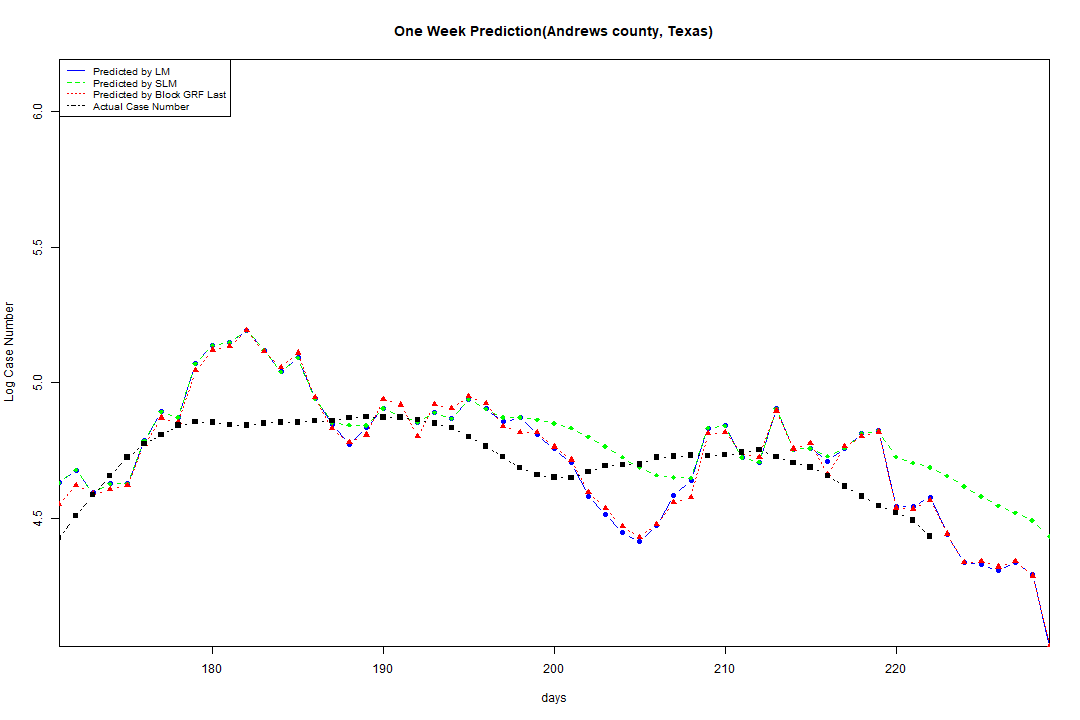 One Week Prediction(Andrews county, Texas)
Predicted by LM
Predicted by SLM
Predicted by Block GRF Last
Actual Case Number
6.0
5.5
5.0
4.5
Log Case Number
180 190 200 210 220
days